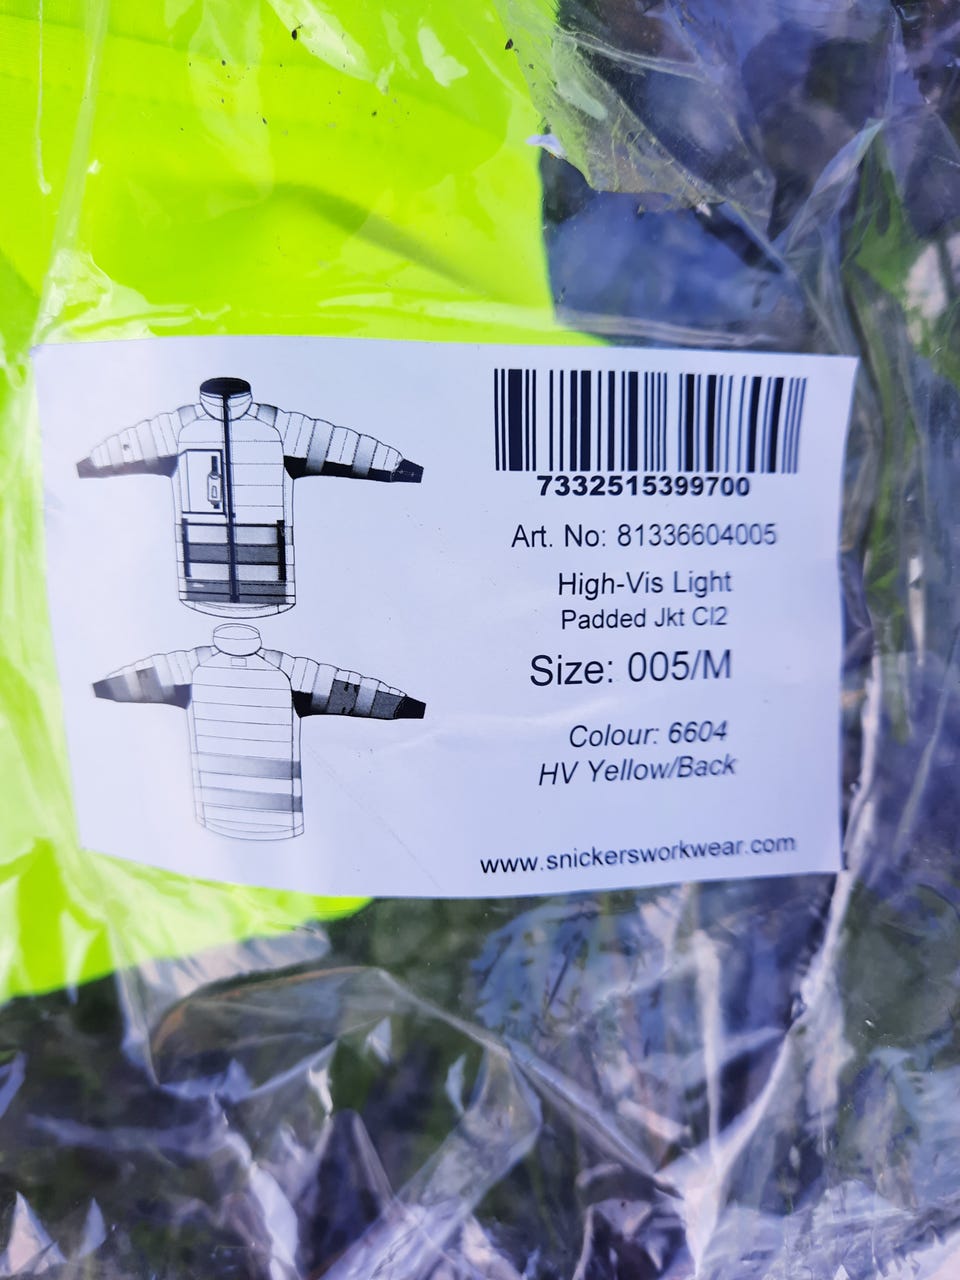 7332515399700
Art. No: 81336604005
High-Vis Light
Padded Jkt Cl2
Size: 005/M
Colour: 6604
HV Yellow/Back
www.snickersworkwear.com